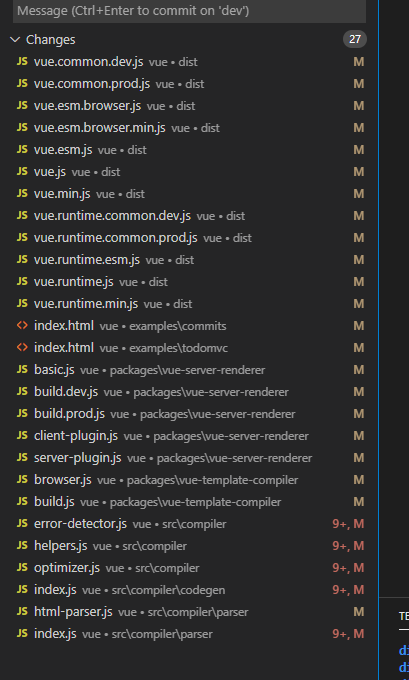 Message (Ctrl+Enter to commit on 'dev')
Changes 27
JS vue.common.dev.js vue • dist M
JS vue.common.prod.js vue • dist M
JS vue.esm.browser.js vue • dist M
JS vue.esm.browser.min.js vue • dist M
JS vue.esm.js vue • dist M
JS vue.js vue • dist M
JS vue.min.js vue • dist M
JS vue.runtime.common.dev.js vue • dist M
JS vue.runtime.common.prod.js vue • dist M
JS vue.runtime.esm.js vue • dist M
JS vue.runtime.js vue • dist M
JS vue.runtime.min.js vue • dist M
<> index.html vue • examples\commits M
<> index.html vue • examples\todomvc M
JS basic.js vue • packages\vue-server-renderer M
JS build.dev.js vue • packages\vue-server-renderer M
JS build.prod.js vue • packages\vue-server-renderer M
JS client-plugin.js vue • packages\vue-server-renderer M
JS server-plugin.js vue • packages\vue-server-renderer M
JS browser.js vue • packages\vue-template-compiler M
JS build.js vue • packages\vue-template-compiler M
JS error-detector.js vue • src\compiler 9+, M
JS helpers.js vue • src\compiler 9+, M
JS optimizer.js vue • src\compiler 9+, M
JS index.js vue • src\compiler\codegen 9+, M
JS html-parser.js vue • src\compiler\parser M
JS index.js vue • src\compiler\parser 9+, M
TE
di
di